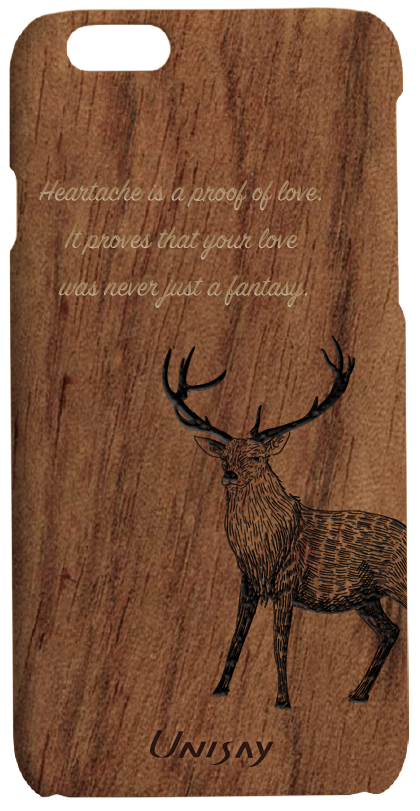 Heartache is a proof of love.
It proves that your love
was never just a fantasy.
UNISAY